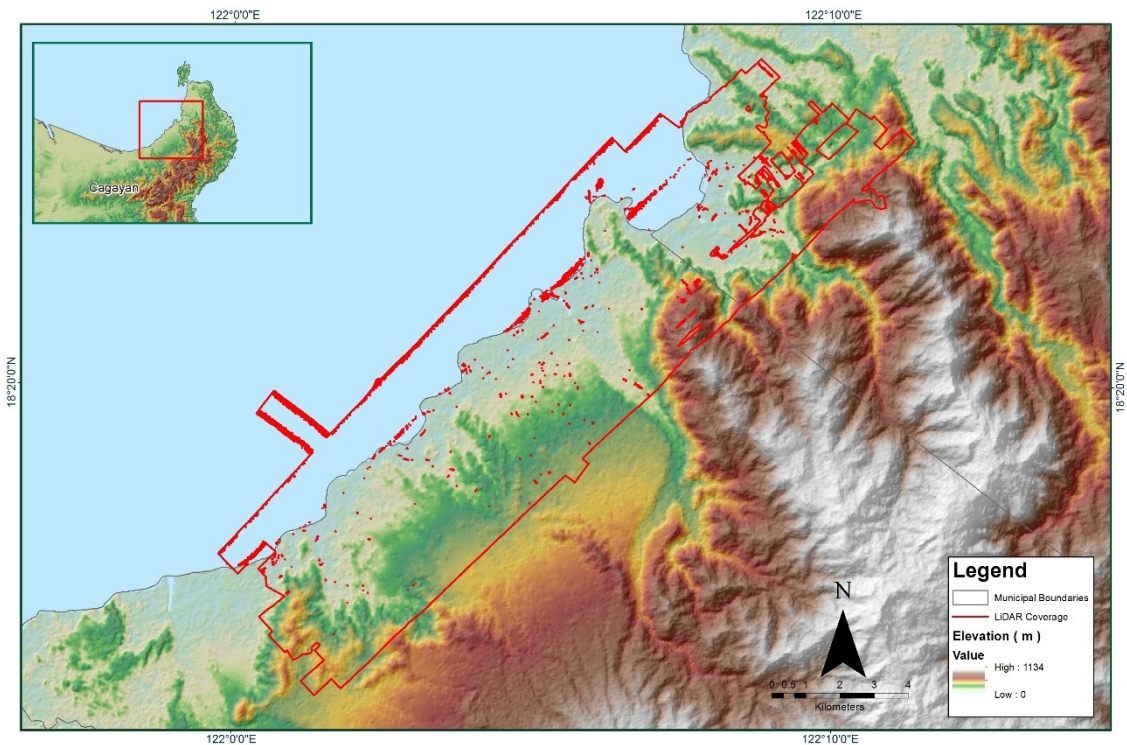 122°0'0"E
122°10'0"E
Cagayan
18°20'0"N
18°20'0"N
Legend
Municipal Boundaries
LiDAR Coverage
Elevation ( m )
Value
High : 1134
Low : 0
N
0 0.5 1 2 3 4
Kilometers
122°0'0"E
122°10'0"E